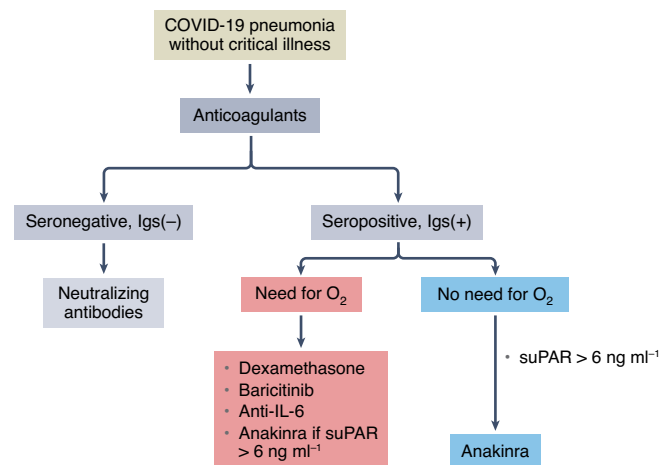 COVID-19 pneumonia
without critical illness
Anticoagulants
Seronegative, Igs(–)
Seropositive, Igs(+)
Neutralizing
antibodies
Need for O₂
No need for O₂
• Dexamethasone
• Baricitinib
• Anti-IL-6
• Anakinra if suPAR
> 6 ng ml⁻¹
• suPAR > 6 ng ml⁻¹
Anakinra